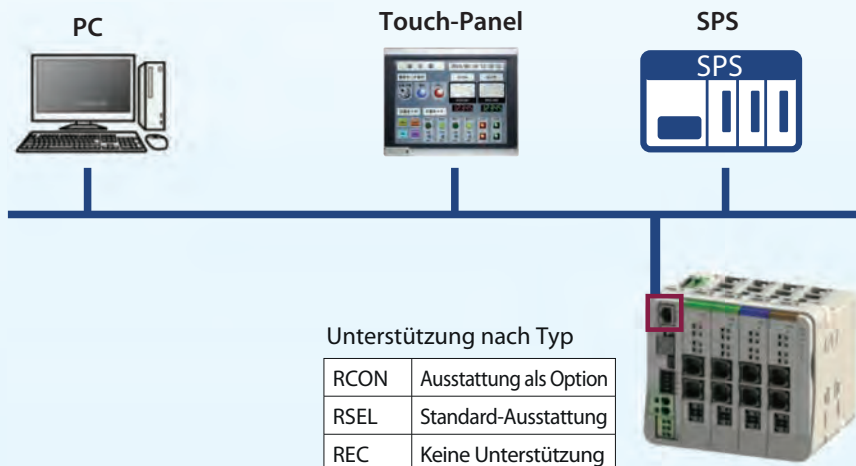 PC
Touch-Panel
SPS
SPS
Unterstützung nach Typ
RCON Ausstattung als Option
RSEL Standard-Ausstattung
REC Keine Unterstützung